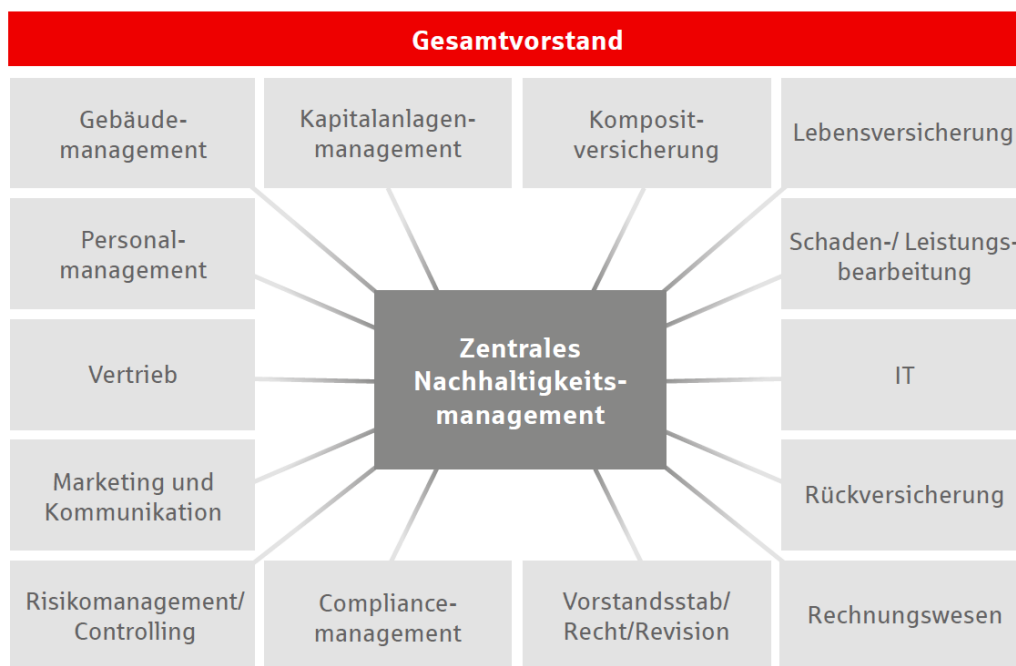 Gesamtvorstand
Gebäude-
management
Kapitalanlagen-
management
Komposit-
versicherung
Lebensversicherung
Personal-
management
Schaden-/ Leistungs-
bearbeitung
Vertrieb
Zentrales
Nachhaltigkeits-
management
IT
Marketing und
Kommunikation
Rückversicherung
Risikomanagement/
Controlling
Compliance-
management
Vorstandsstab/
Recht/Revision
Rechnungswesen